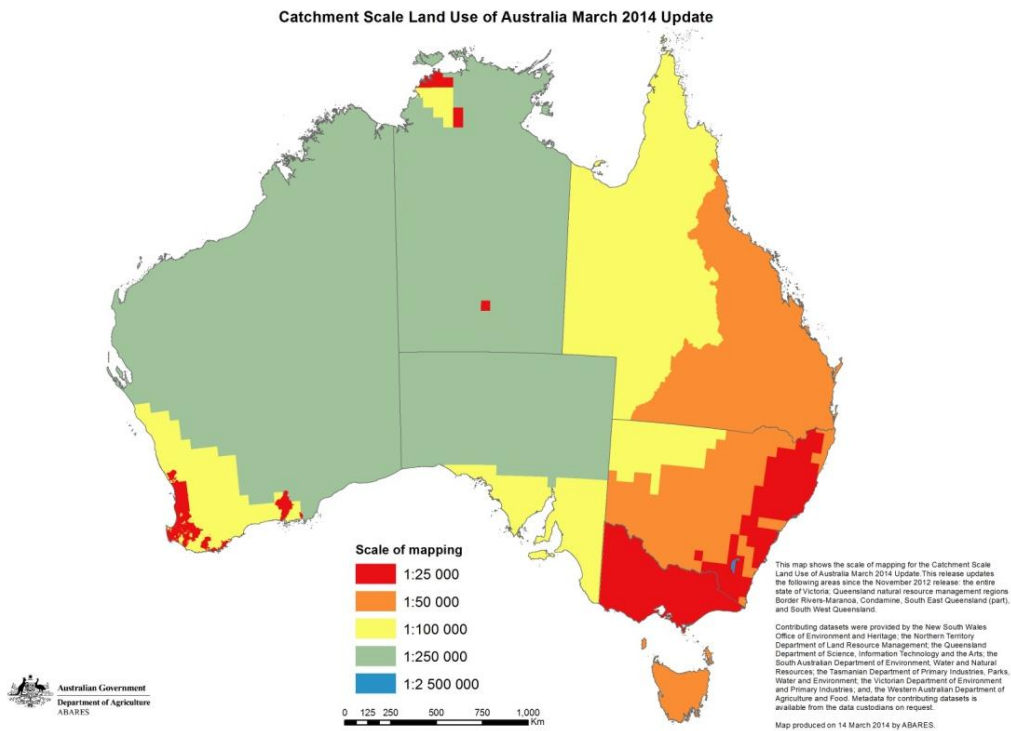 Catchment Scale Land Use of Australia March 2014 Update
Scale of mapping
1:25 000
1:50 000
1:100 000
1:250 000
1:2 500 000
0 125 250 500 750 1,000
Km
Australian Government
Department of Agriculture
ABARES
This map shows the scale of mapping for the Catchment Scale
Land Use of Australia March 2014 Update.This release updates
the following areas since the November 2012 release: the entire
state of Victoria; Queensland natural resource management regions
Border Rivers-Maranoa, Condamine, South East Queensland (part),
and South West Queensland.
Contributing datasets were provided by the New South Wales
Office of Environment and Heritage; the Northern Territory
Department of Land Resource Management; the Queensland
Department of Science, Information Technology and the Arts; the
South Australian Department of Environment, Water and Natural
Resources; the Tasmanian Department of Primary Industries, Parks,
Water and Environment; the Victorian Department of Environment
and Primary Industries; and, the Western Australian Department of
Agriculture and Food. Metadata for contributing datasets is
available from the data custodians on request.
Map produced on 14 March 2014 by ABARES.